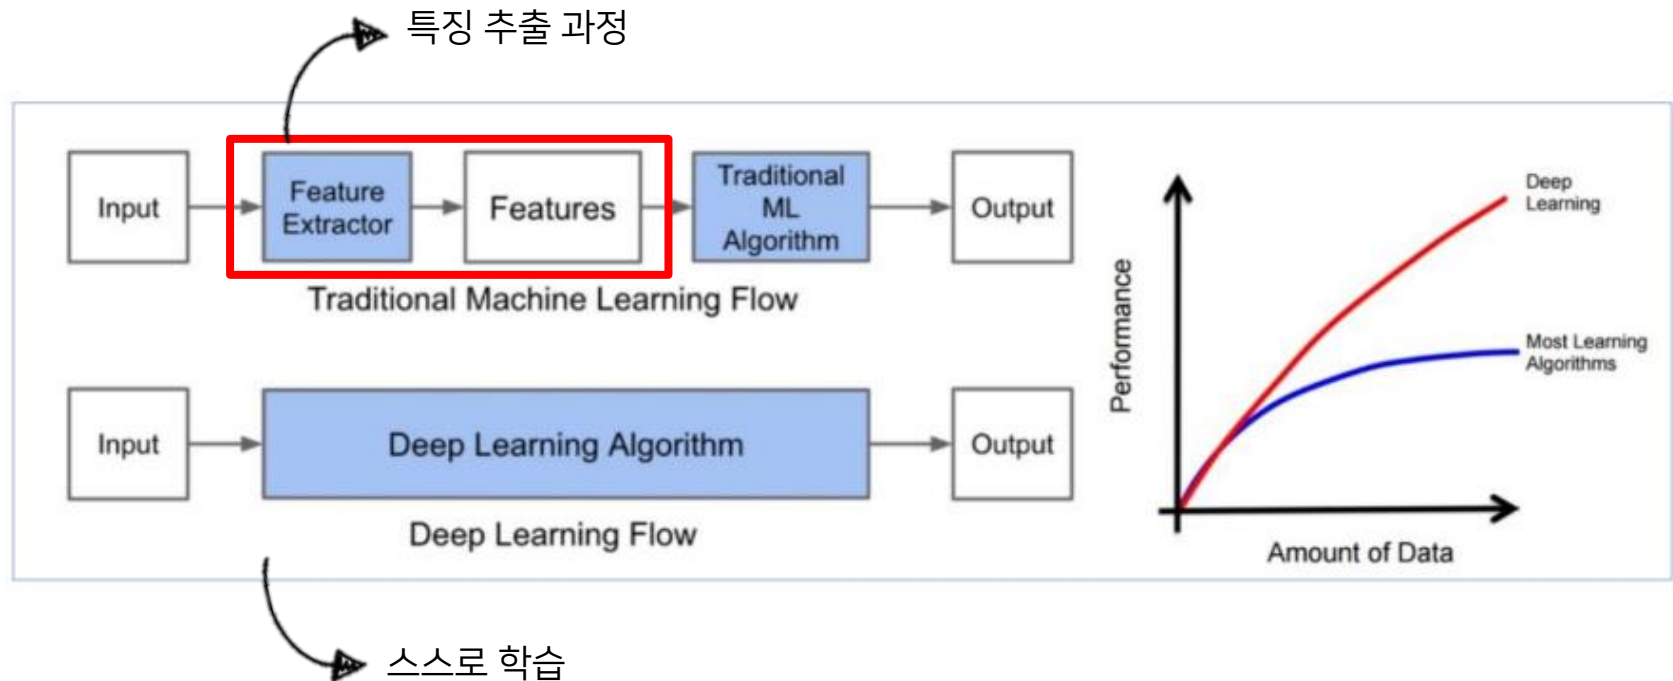 특징 추출 과정
Input
Feature
Extractor
Features
Traditional
ML
Algorithm
Output
Traditional Machine Learning Flow
Input
Deep Learning Algorithm
Output
Deep Learning Flow
Performance
Deep
Learning
Most Learning
Algorithms
Amount of Data
스스로 학습